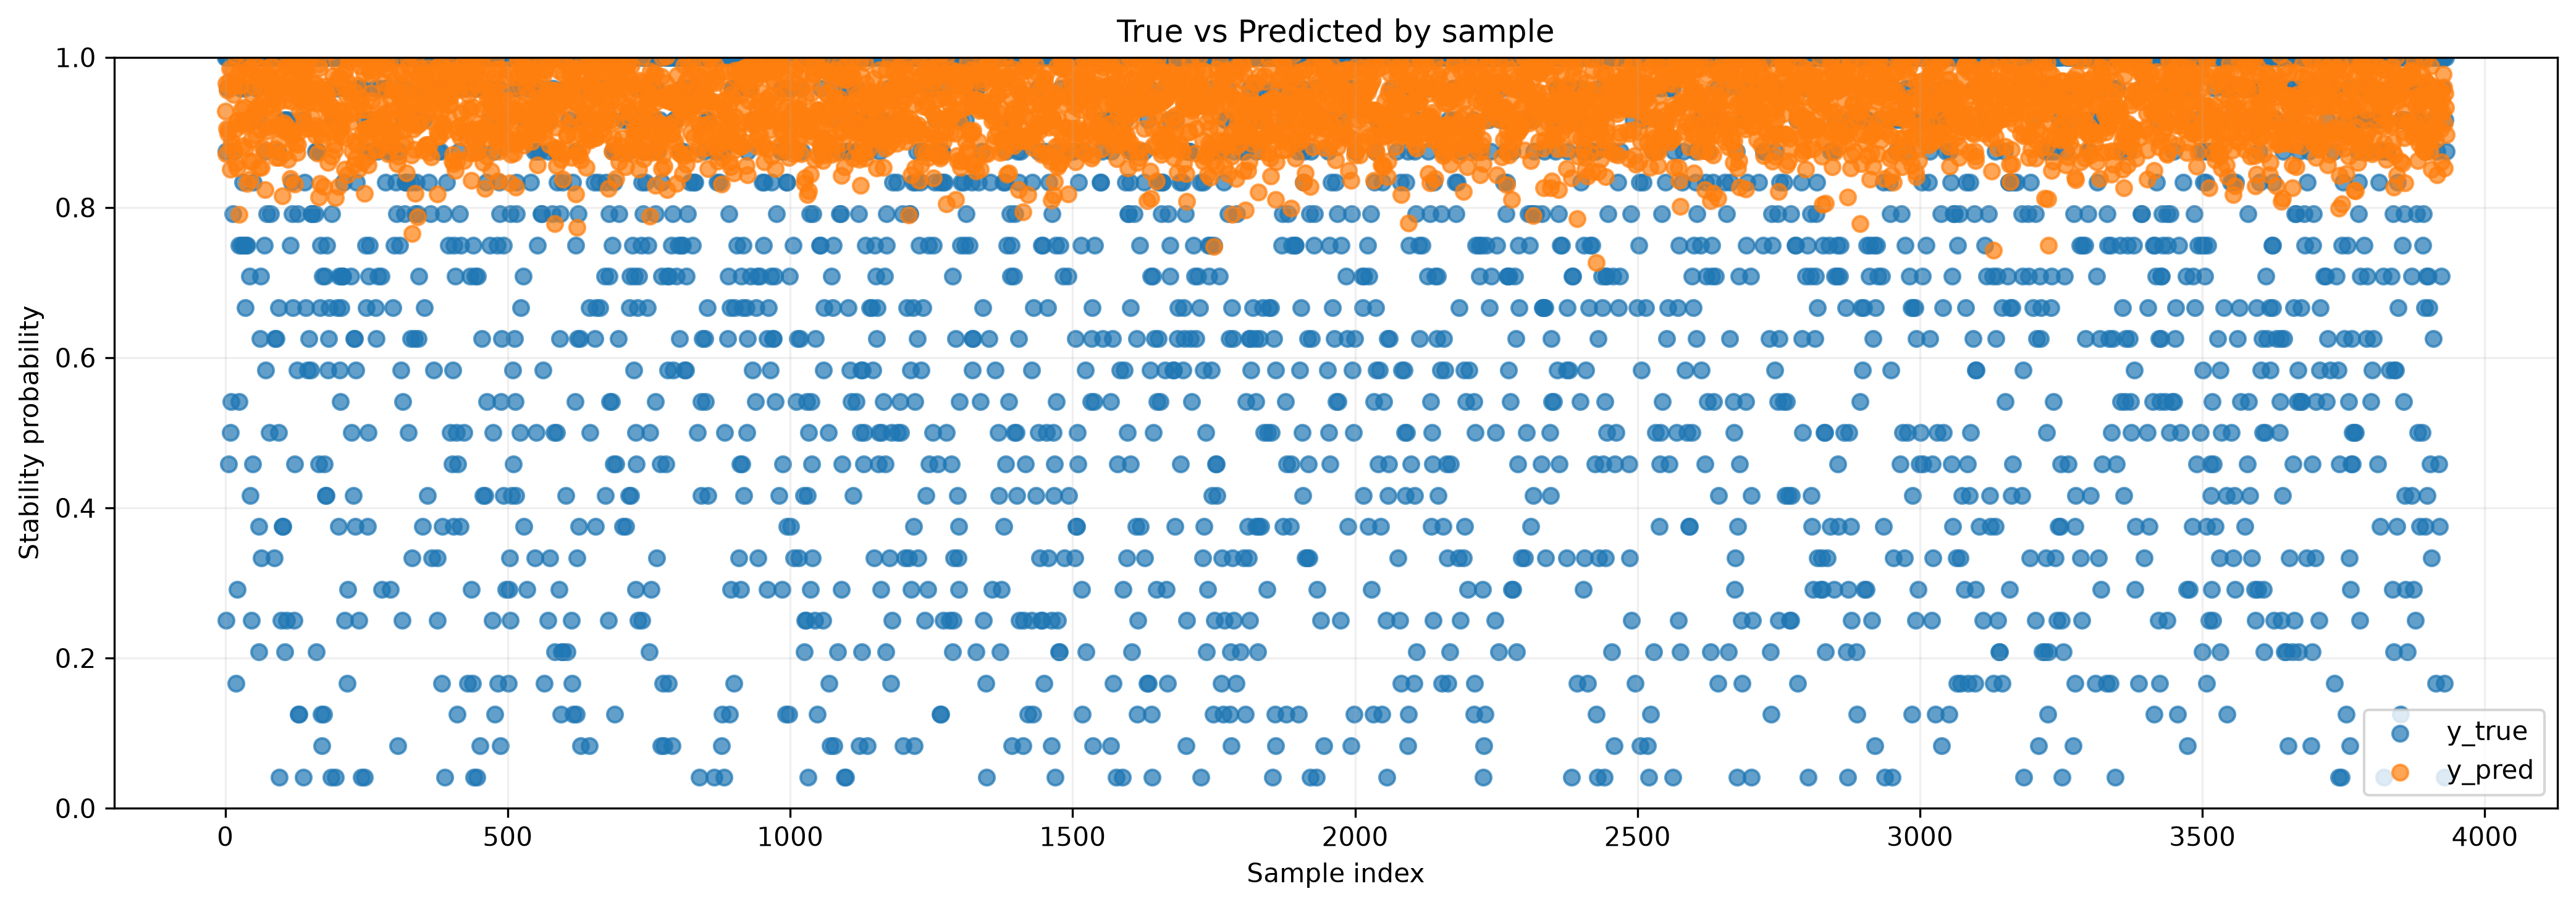 True vs Predicted by sample
1.0
0.8
0.6
0.4
0.2
0.0
Stability probability
0 500 1000 1500 2000 2500 3000 3500 4000
Sample index
y_true
y_pred